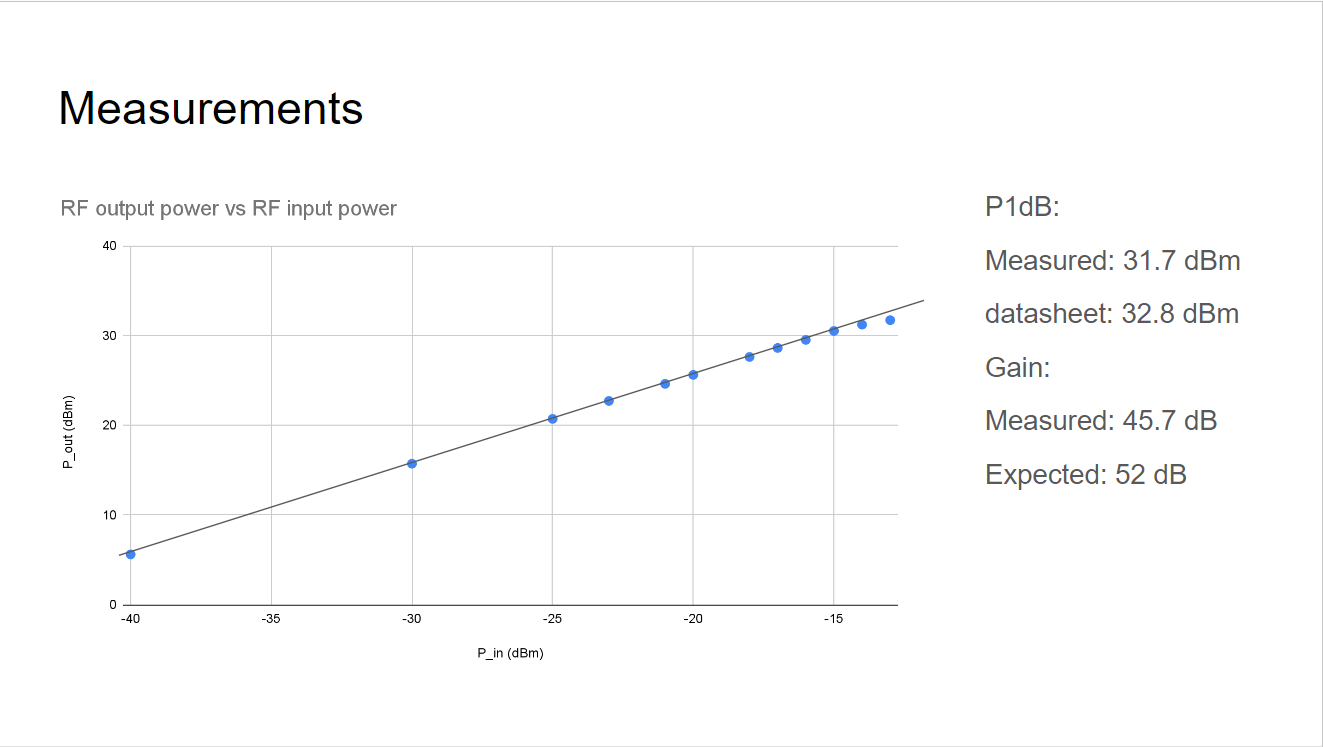 Measurements
RF output power vs RF input power
40
30
20
10
0
P_out (dBm)
-40
-35
-30
-25
-20
-15
P_in (dBm)
P1dB:
Measured: 31.7 dBm
datasheet: 32.8 dBm
Gain:
Measured: 45.7 dB
Expected: 52 dB